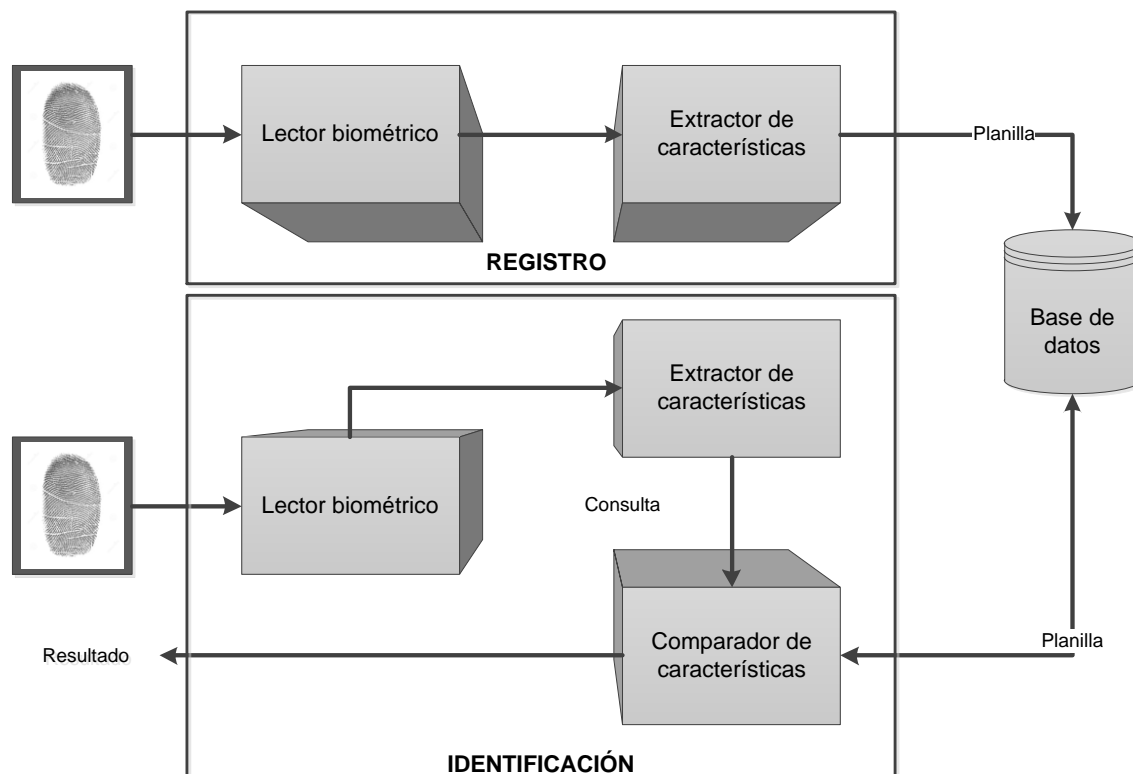 Lector biométrico
Extractor de
características
Planilla
REGISTRO
Base de
datos
Extractor de
características
Lector biométrico
Consulta
Comparador de
características
Planilla
Resultado
IDENTIFICACIÓN